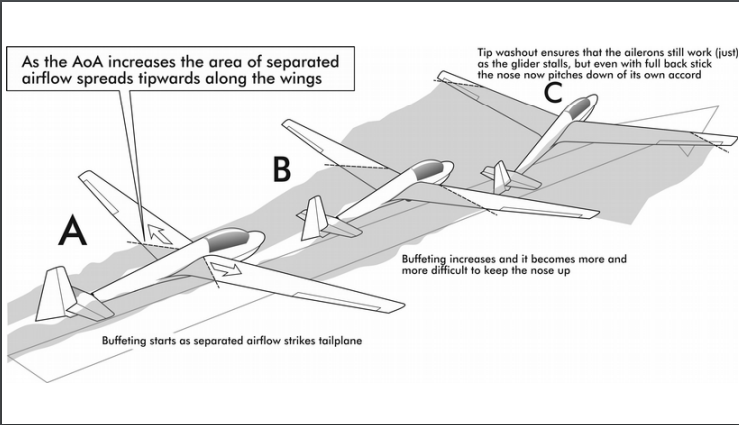 As the AoA increases the area of separated
airflow spreads tipwards along the wings
Tip washout ensures that the ailerons still work (just)
as the glider stalls, but even with full back stick
the nose now pitches down of its own accord
C
B
A
Buffeting increases and it becomes more and
more difficult to keep the nose up
Buffeting starts as separated airflow strikes tailplane